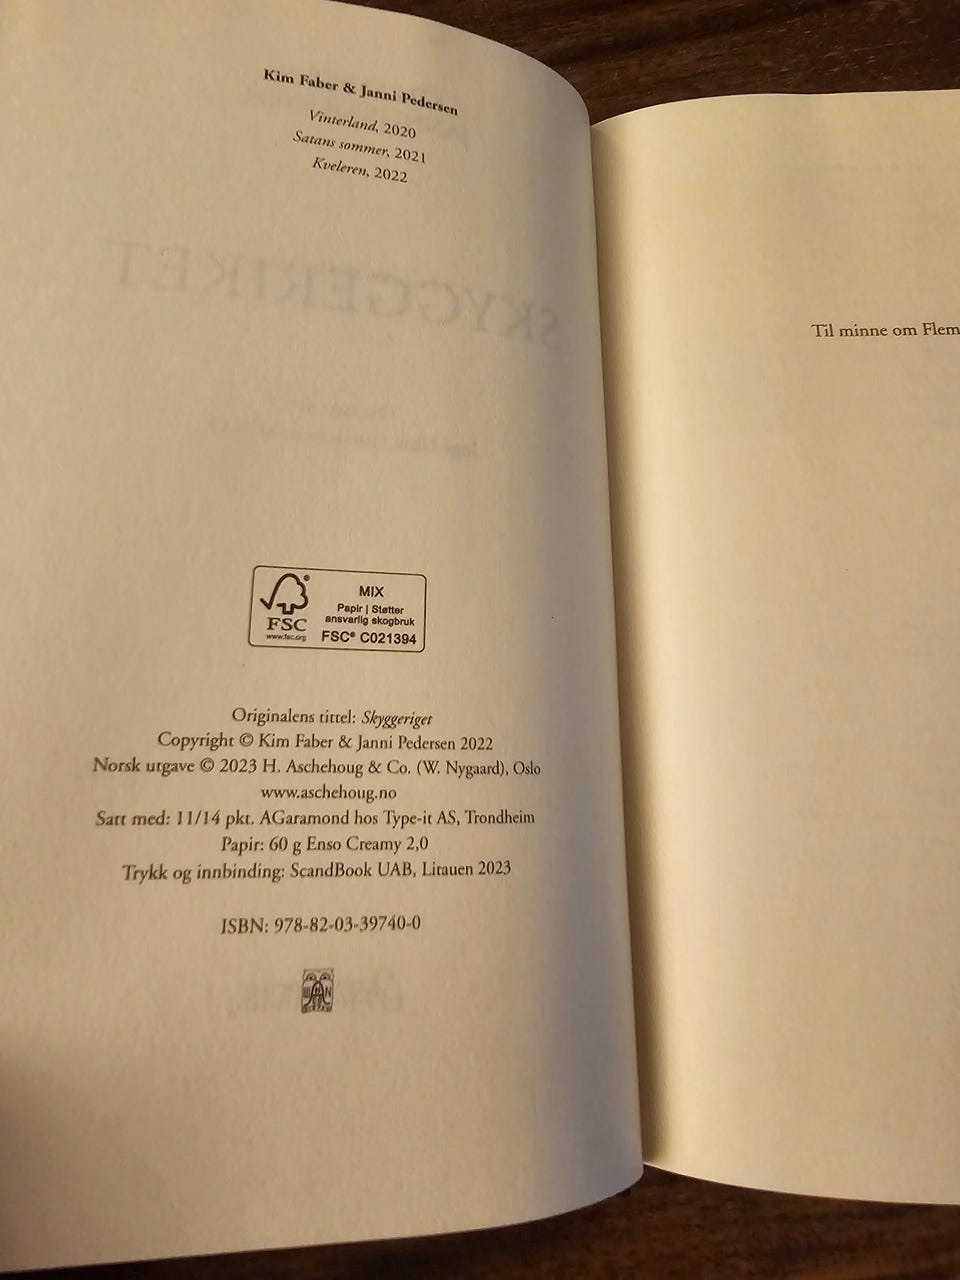 Kim Faber & Janni Pedersen
Vinterland, 2020
Satans sommer, 2021
Kveleren, 2022
SKYGGERIKET
FSC
www.fsc.org
MIX
Papir | Støtter
ansvarlig skogbruk
FSC® C021394
Originalens tittel: Skyggeriget
Copyright © Kim Faber & Janni Pedersen 2022
Norsk utgave © 2023 H. Aschehoug & Co. (W. Nygaard), Oslo
www.aschehoug.no
Satt med: 11/14 pkt. AGaramond hos Type-it AS, Trondheim
Papir: 60 g Enso Creamy 2,0
Trykk og innbinding: ScandBook UAB, Litauen 2023
ISBN: 978-82-03-39740-0
Til minne om Flem